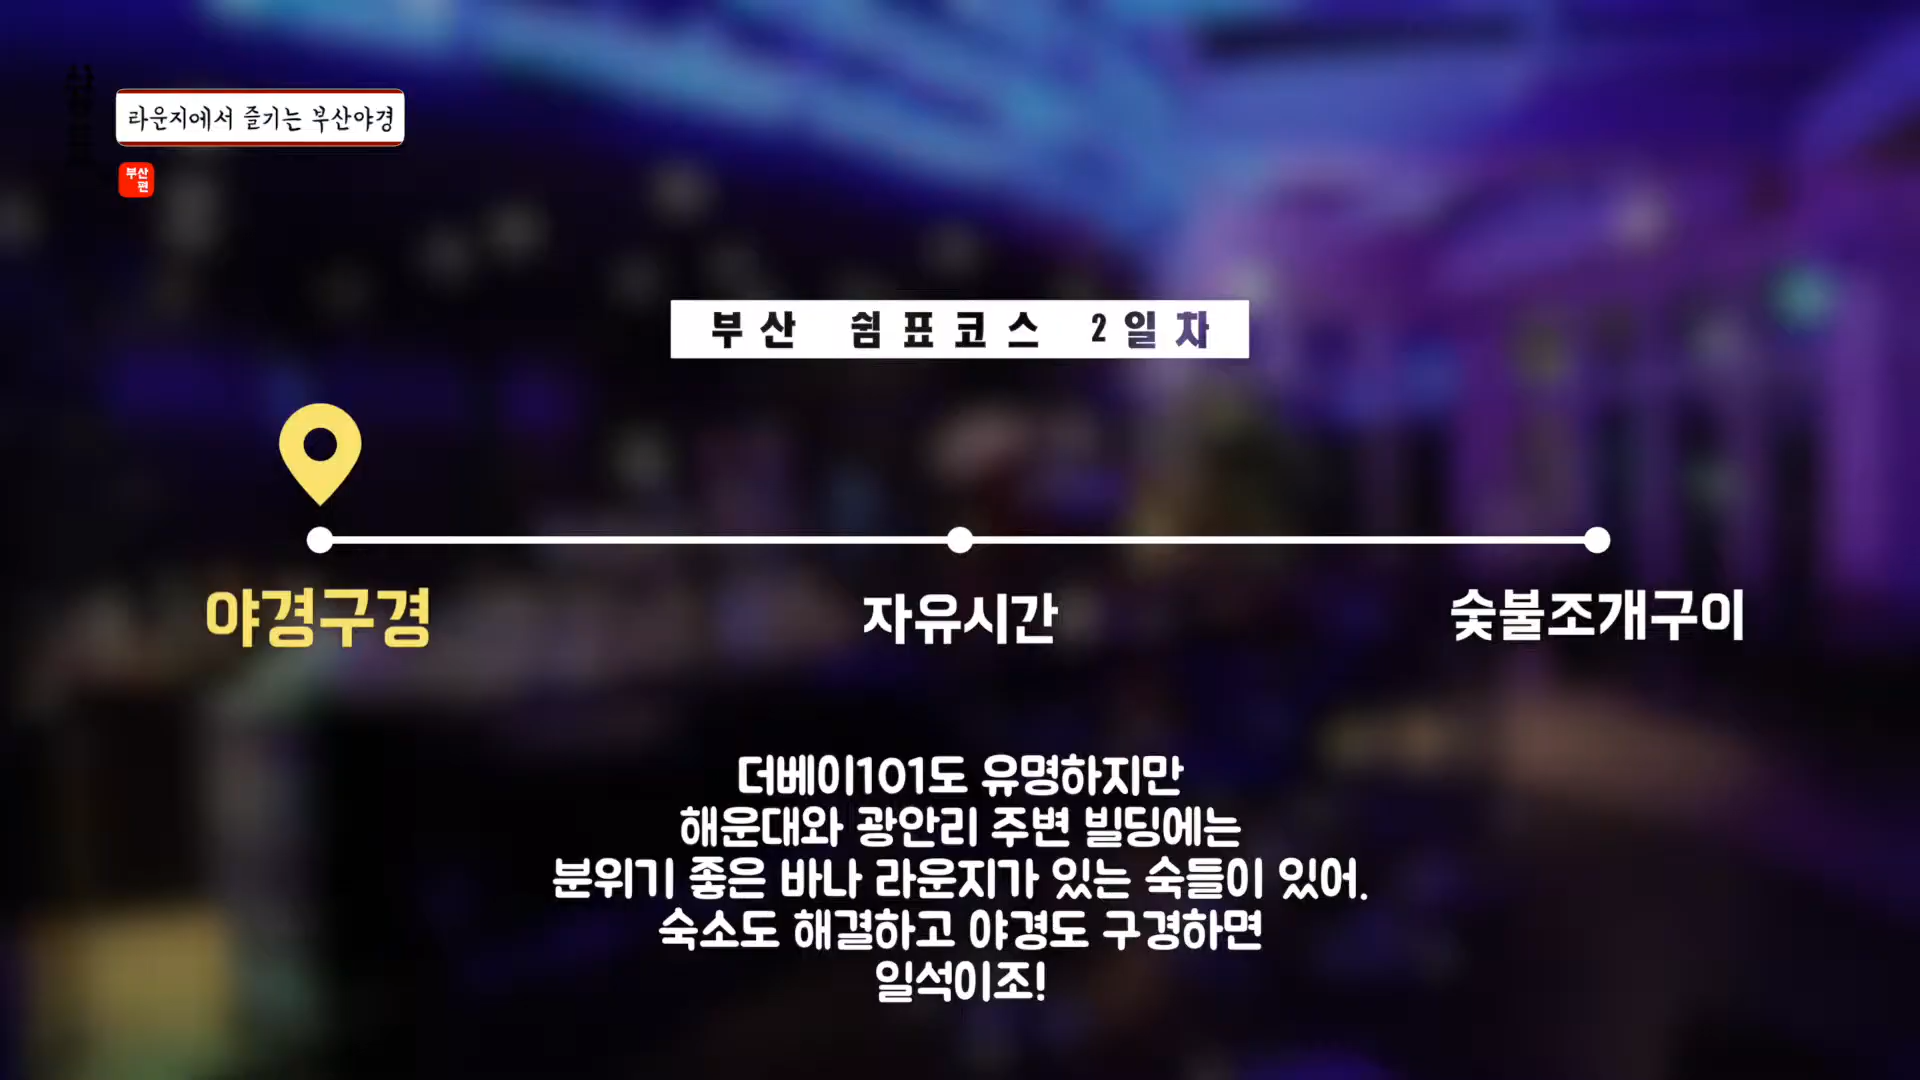 라운지에서 즐기는 부산야경
부산
편
부산 쉼표코스 2일차
야경구경
자유시간
숯불조개구이
더베이101도 유명하지만
해운대와 광안리 주변 빌딩에는
분위기 좋은 바나 라운지가 있는 숙들이 있어.
숙소도 해결하고 야경도 구경하면
일석이조!